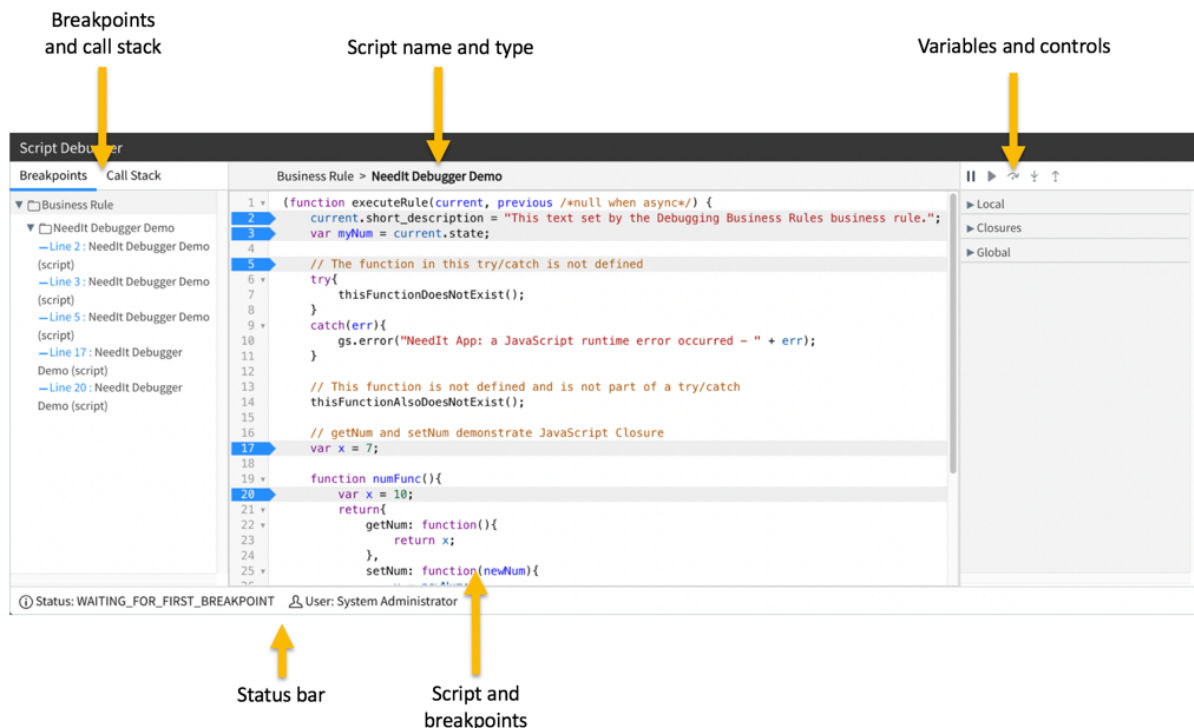 Breakpoints
and call stack
Script name and type
Variables and controls
Script Debugger
Breakpoints Call Stack
Business Rule > NeedIt Debugger Demo
Business Rule
NeedIt Debugger Demo
Line 2 : NeedIt Debugger Demo
(script)
Line 3 : NeedIt Debugger Demo
(script)
Line 5 : NeedIt Debugger Demo
(script)
Line 17 : NeedIt Debugger
Demo (script)
Line 20 : NeedIt Debugger
Demo (script)
1 (function executeRule(current, previous /*null when async*/) {
2 current.short_description = "This text set by the Debugging Business Rules business rule.";
3 var myNum = current.state;
4
5 // The function in this try/catch is not defined
6 try{
7 thisFunctionDoesNotExist();
8 }
9 catch(err){
10 gs.error("NeedIt App: a JavaScript runtime error occurred - " + err);
11 }
12
13 // This function is not defined and is not part of a try/catch
14 thisFunctionAlsoDoesNotExist();
15
16 // getNum and setNum demonstrate JavaScript Closure
17 var x = 7;
18
19 function numFunc(){
20 var x = 10;
21 return{
22 getNum: function(){
23 return x;
24 },
25 setNum: function(newNum){
Local
Closures
Global
Status: WAITING_FOR_FIRST_BREAKPOINT User: System Administrator
Status bar
Script and
breakpoints